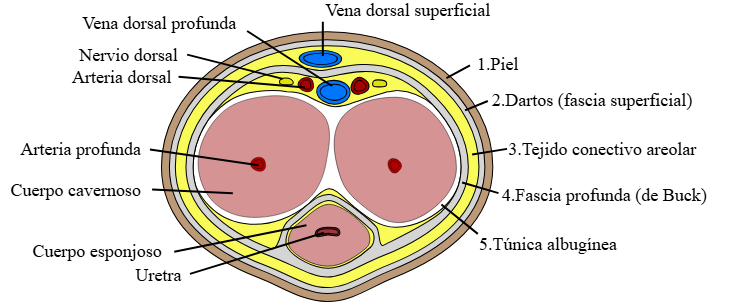 Vena dorsal superficial
Vena dorsal profunda
Nervio dorsal
Arteria dorsal
Arteria profunda
Cuerpo cavernoso
Cuerpo esponjoso
Uretra
1.Piel
2.Dartos (fascia superficial)
3.Tejido conectivo areolar
4.Fascia profunda (de Buck)
5.Túnica albugínea